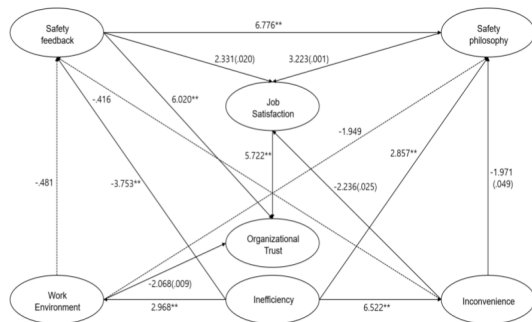 6.776**
Safety
feedback
Safety
philosophy
2.331(.020)
3.223(.001)
Job
Satisfaction
-.416
6.020**
-1.949
2.857**
5.722**
-.481
-3.753**
-2.236(.025)
-1.971
(.049)
Organizational
Trust
-2.068(.009)
Work
Environment
2.968**
Inefficiency
6.522**
Inconvenience